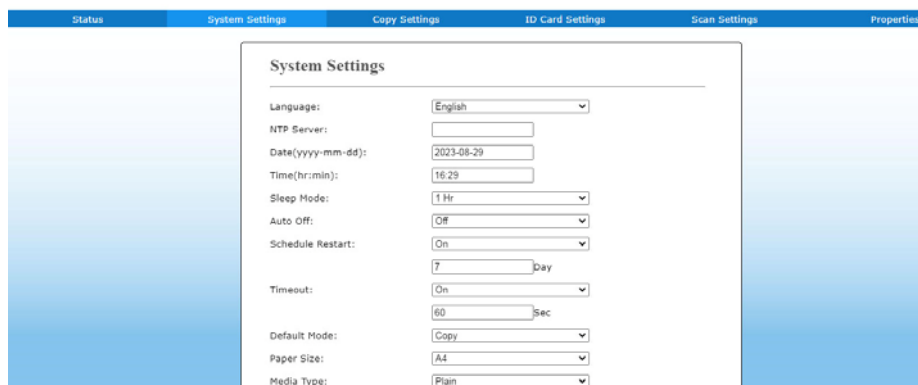 Status System Settings Copy Settings ID Card Settings Scan Settings Properties
System Settings
Language: English
NTP Server:
Date(yyyy-mm-dd): 2023-08-29
Time(hr:min): 16:29
Sleep Mode: 1 Hr
Auto Off: Off
Schedule Restart: On
7 Day
Timeout: On
60 Sec
Default Mode: Copy
Paper Size: A4
Media Type: Plain